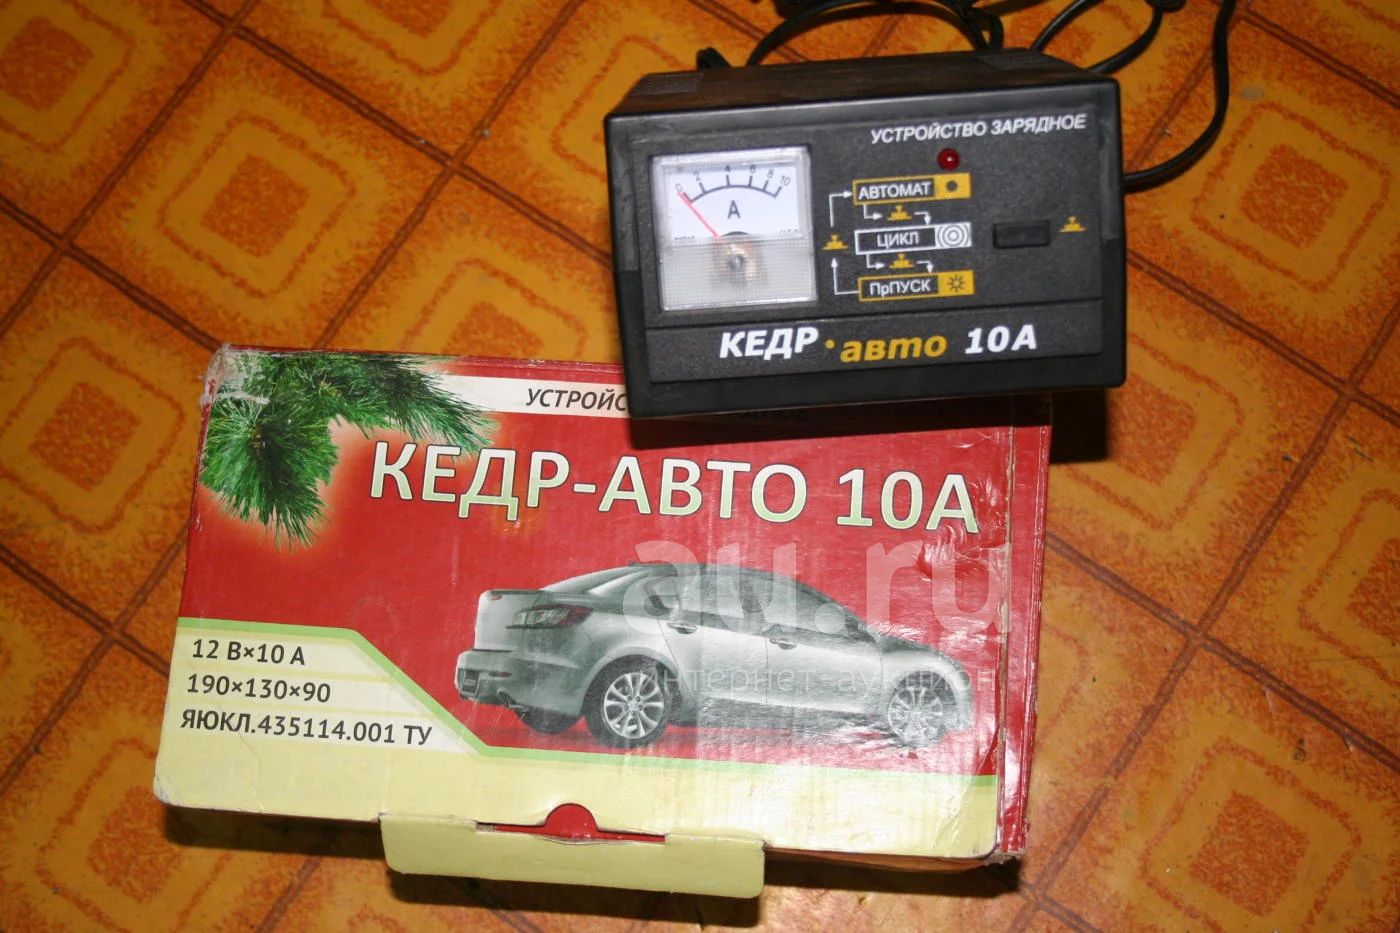 УСТРОЙСТВО ЗАРЯДНОЕ
0 2 4 6 8 10
А
АВТОМАТ
ЦИКЛ
ПрПУСК
КЕДР·авто 10А
КЕДР-АВТО 10А
12 В×10 А
190×130×90
ЯЮКЛ.435114.001 ТУ
au.ru
интернет-аукцион